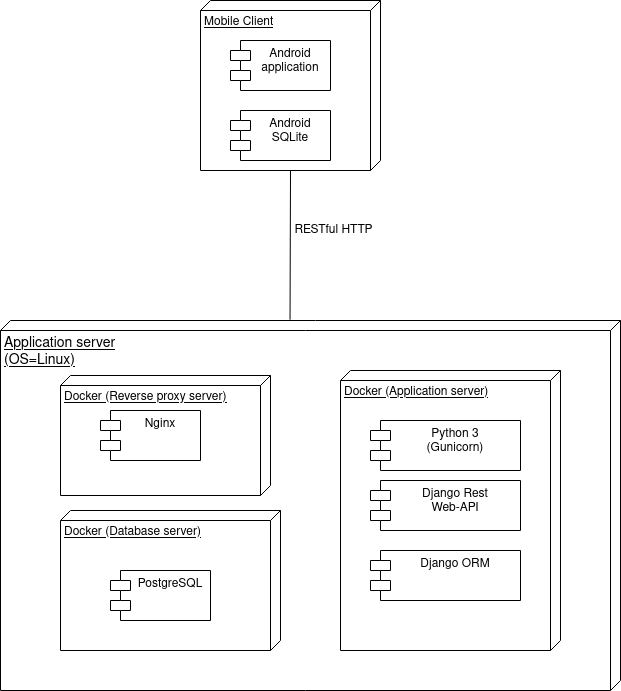 Mobile Client
Android
application
Android
SQLite
RESTful HTTP
Application server
(OS=Linux)
Docker (Reverse proxy server)
Nginx
Docker (Application server)
Python 3
(Gunicorn)
Django Rest
Web-API
Django ORM
Docker (Database server)
PostgreSQL